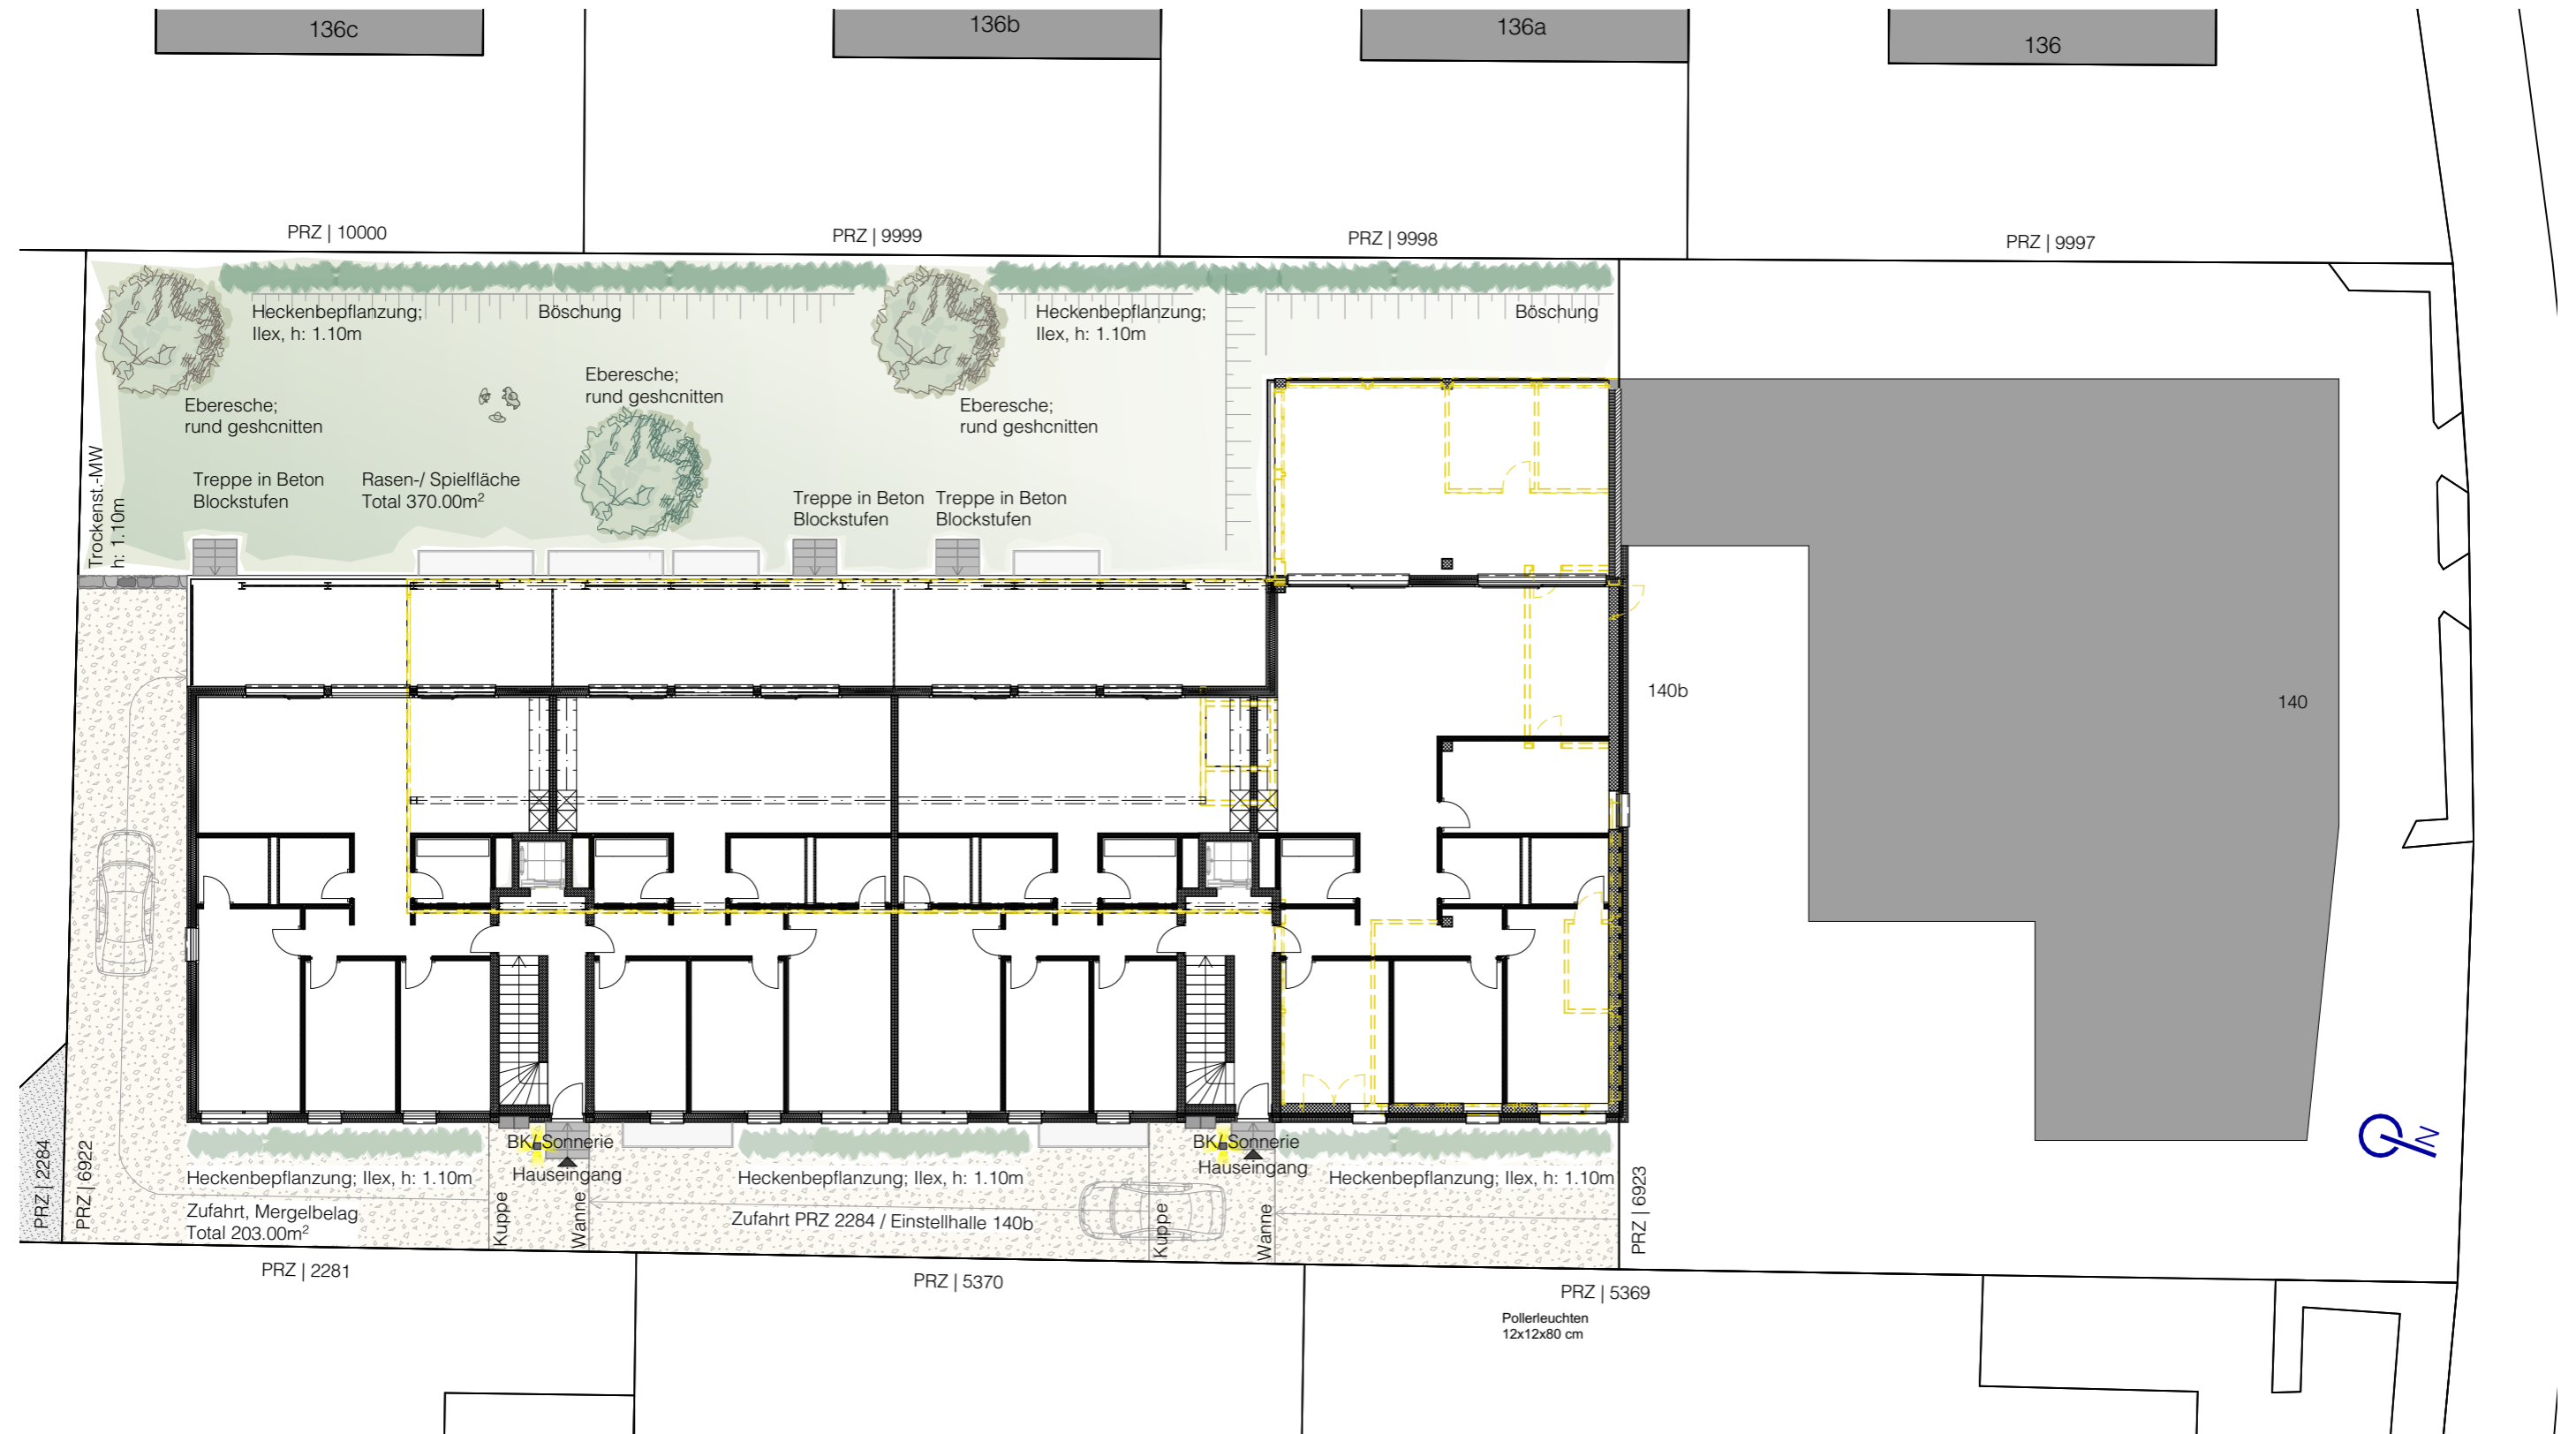 136c
136b
136a
136
PRZ | 10000
PRZ | 9999
PRZ | 9998
PRZ | 9997
Heckenbepflanzung;
Ilex, h: 1.10m
Böschung
Heckenbepflanzung;
Ilex, h: 1.10m
Böschung
Eberesche;
rund geshcnitten
Eberesche;
rund geshcnitten
Eberesche;
rund geshcnitten
Trockenst.-MW
h: 1.10m
Treppe in Beton
Blockstufen
Rasen-/ Spielfläche
Total 370.00m²
Treppe in Beton
Blockstufen
Treppe in Beton
Blockstufen
140b
140
PRZ | 2284
PRZ | 6922
BK/ Sonnerie
Hauseingang
BK/ Sonnerie
Hauseingang
Heckenbepflanzung; Ilex, h: 1.10m
Heckenbepflanzung; Ilex, h: 1.10m
Heckenbepflanzung; Ilex, h: 1.10m
Zufahrt, Mergelbelag
Total 203.00m²
Kuppe
Wanne
Zufahrt PRZ 2284 / Einstellhalle 140b
Kuppe
Wanne
PRZ | 6923
N
PRZ | 2281
PRZ | 5370
PRZ | 5369
Pollerleuchten
12x12x80 cm